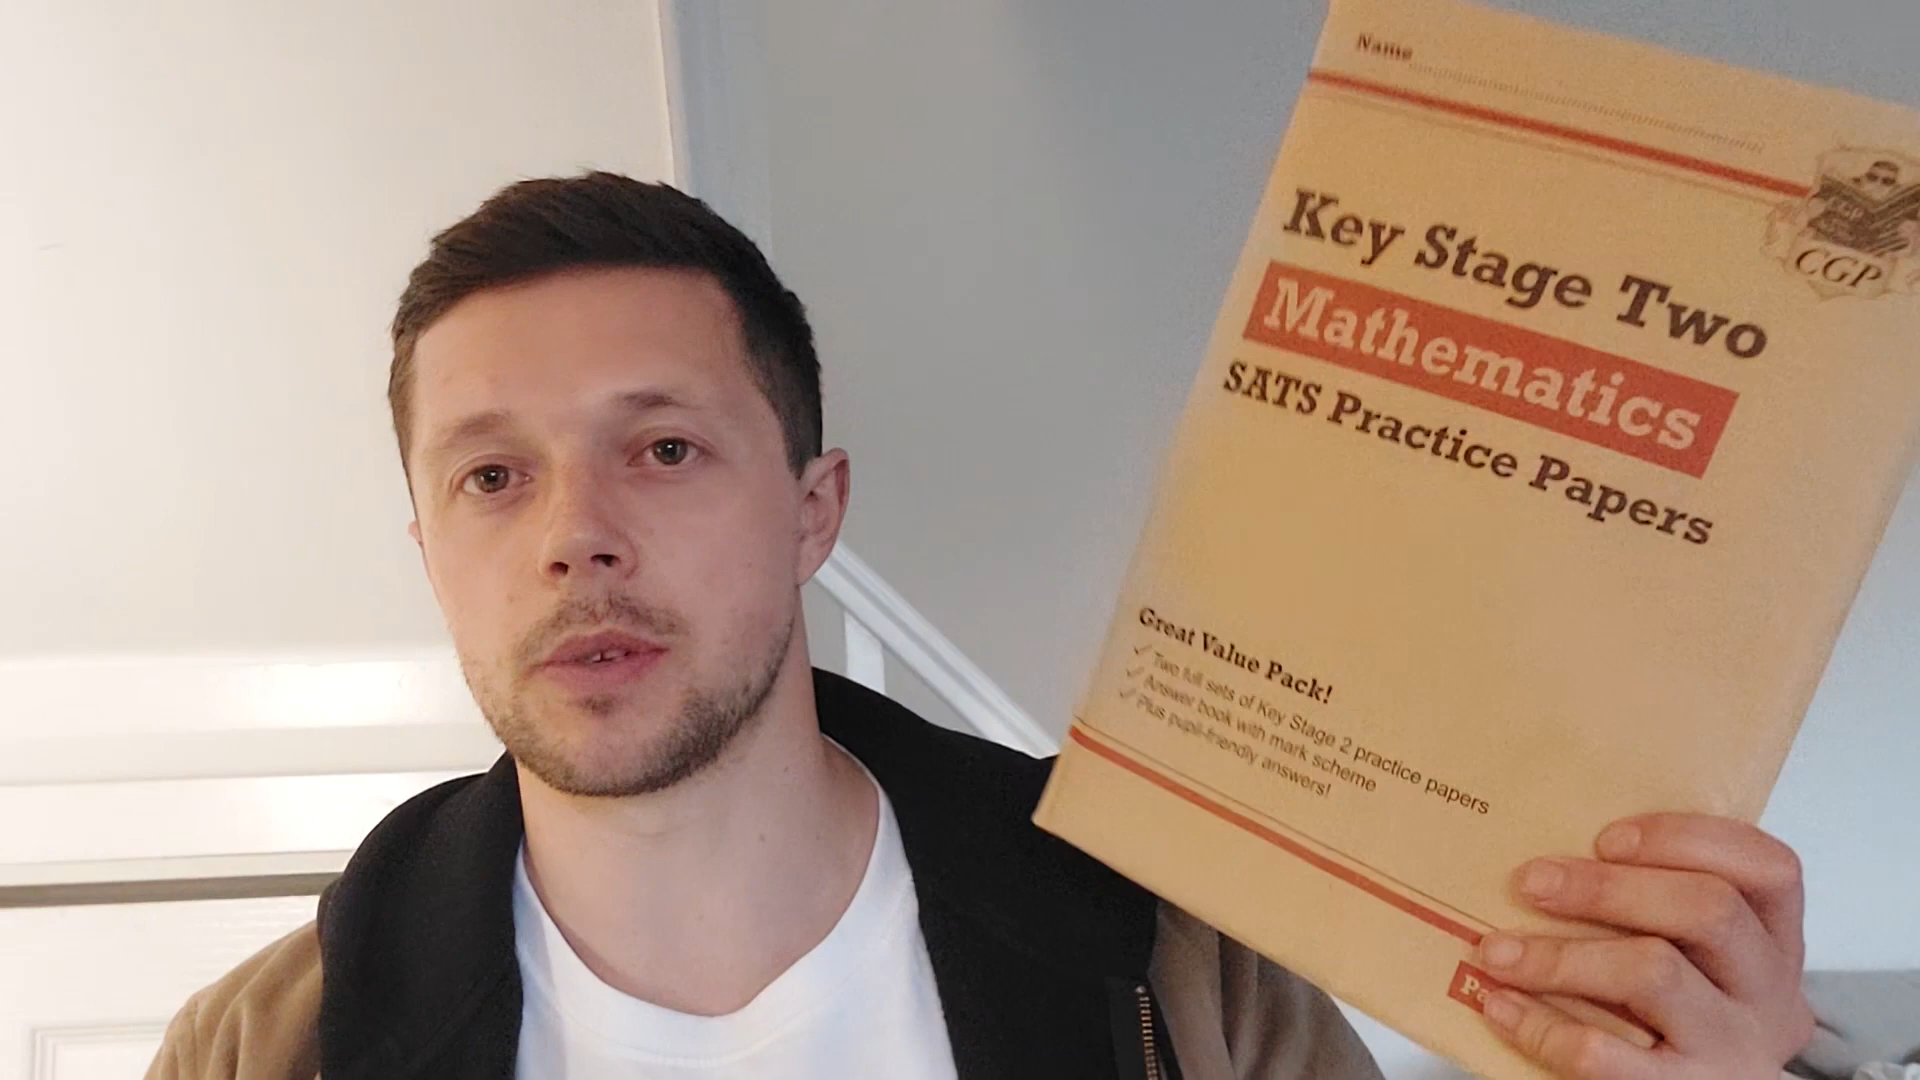 Name
CGP
Key Stage Two
Mathematics
SATS Practice Papers
Great Value Pack!
Two full sets of Key Stage 2 practice papers
Answer book with mark scheme
Plus pupil-friendly answers!